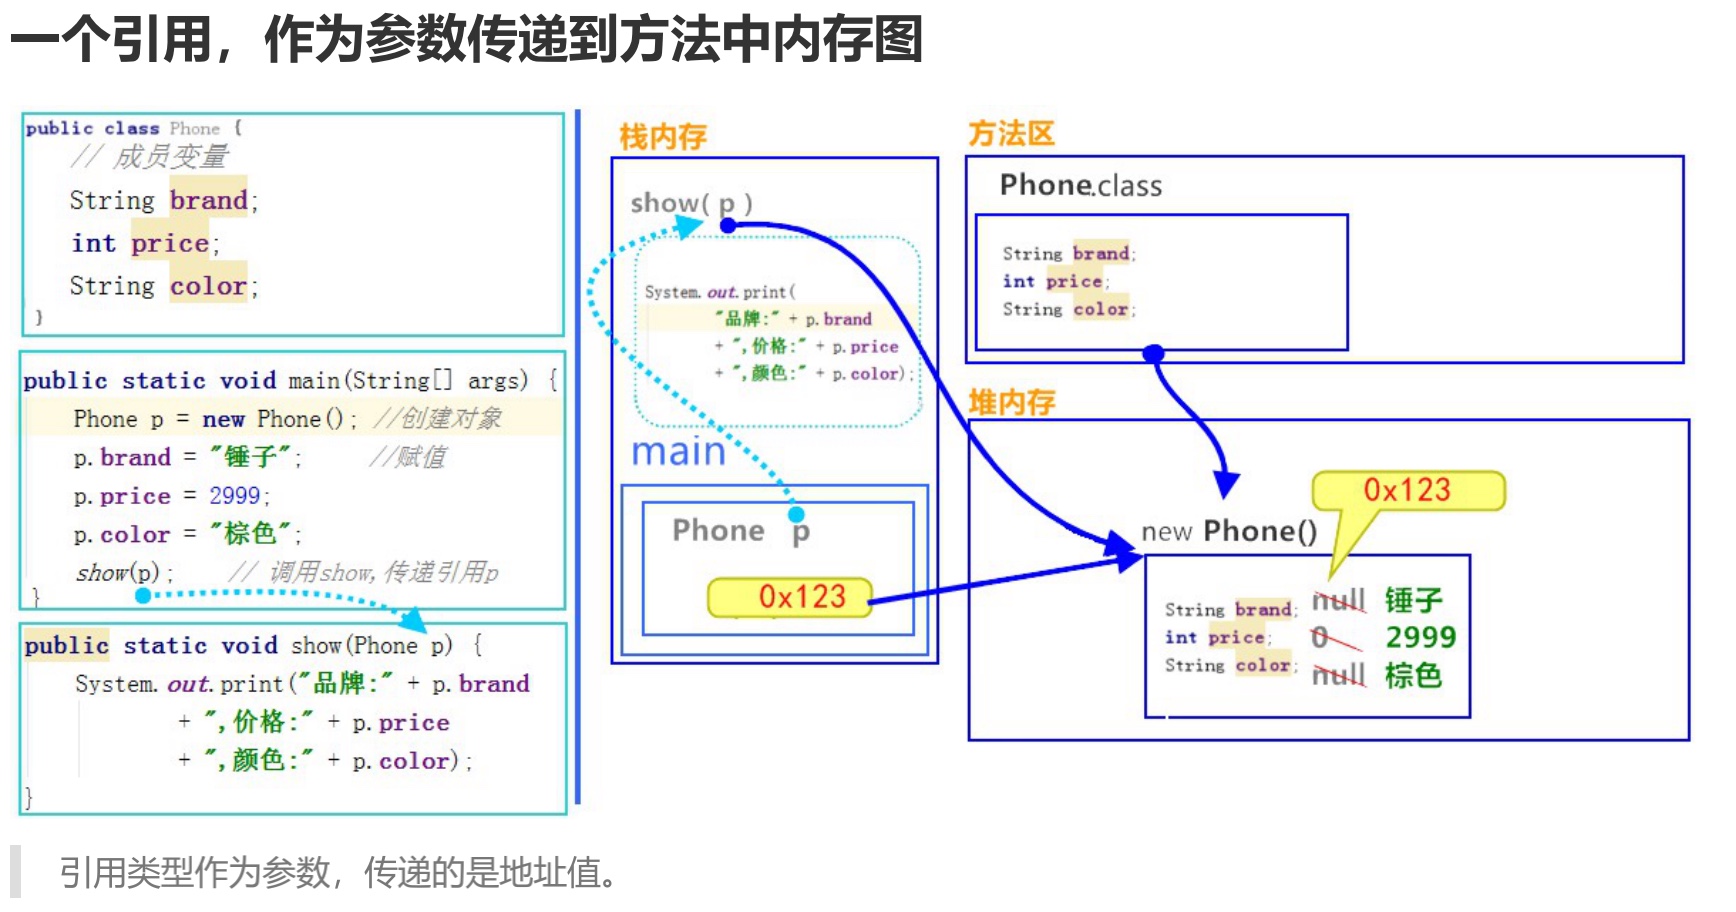 一个引用，作为参数传递到方法中内存图
public class Phone {
// 成员变量
String brand;
int price;
String color;
}
public static void main(String[] args) {
Phone p = new Phone(); //创建对象
p.brand = "锤子"; //赋值
p.price = 2999;
p.color = "棕色";
show(p); // 调用show,传递引用p
}
public static void show(Phone p) {
System.out.print("品牌:" + p.brand
+ ",价格:" + p.price
+ ",颜色:" + p.color);
}
栈内存
show( p )
System.out.print(
"品牌:" + p.brand
+ ",价格:" + p.price
+ ",颜色:" + p.color);
main
Phone p
0x123
方法区
Phone.class
String brand;
int price;
String color;
堆内存
0x123
new Phone()
String brand; null 锤子
int price; 0 2999
String color; null 棕色
引用类型作为参数，传递的是地址值。